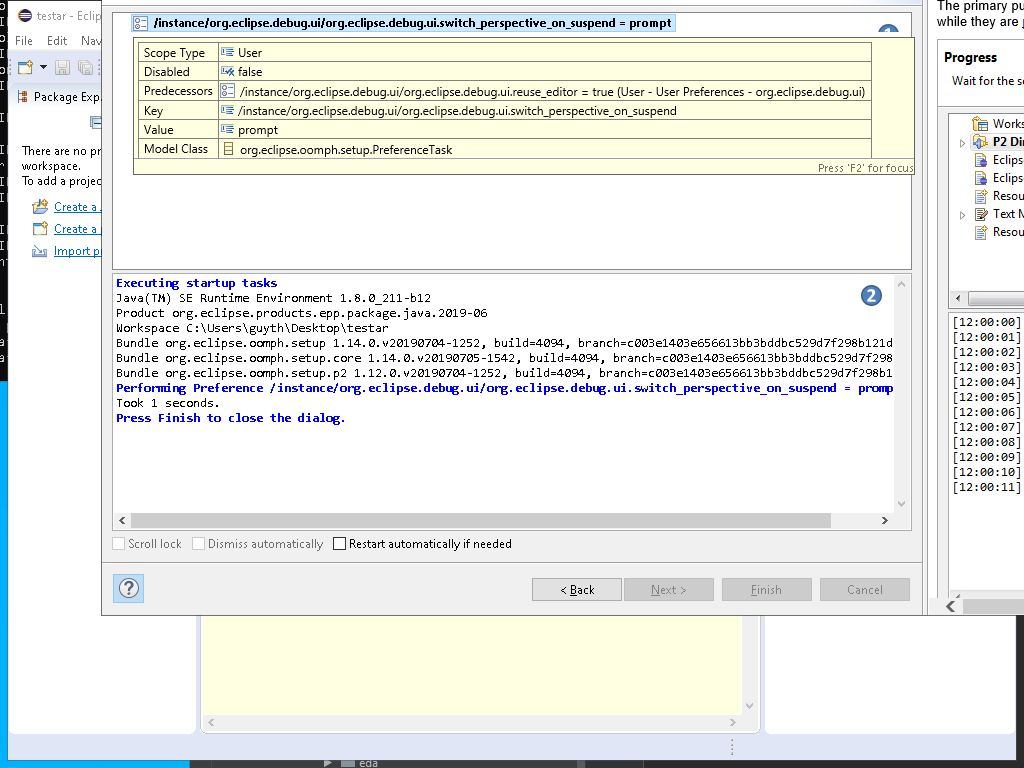 testar - Eclip
File Edit Nav
Package Exp
There are no pr
workspace.
To add a projec
Create a
Create a
Import p
/instance/org.eclipse.debug.ui/org.eclipse.debug.ui.switch_perspective_on_suspend = prompt
Scope Type User
Disabled false
Predecessors /instance/org.eclipse.debug.ui/org.eclipse.debug.ui.reuse_editor = true (User - User Preferences - org.eclipse.debug.ui)
Key /instance/org.eclipse.debug.ui/org.eclipse.debug.ui.switch_perspective_on_suspend
Value prompt
Model Class org.eclipse.oomph.setup.PreferenceTask
Press 'F2' for focus
Executing startup tasks
Java(TM) SE Runtime Environment 1.8.0_211-b12
Product org.eclipse.products.epp.package.java.2019-06
Workspace C:\Users\guyth\Desktop\testar
Bundle org.eclipse.oomph.setup 1.14.0.v20190704-1252, build=4094, branch=c003e1403e656613bb3bddbc529d7f298b121d
Bundle org.eclipse.oomph.setup.core 1.14.0.v20190705-1542, build=4094, branch=c003e1403e656613bb3bddbc529d7f298
Bundle org.eclipse.oomph.setup.p2 1.12.0.v20190704-1252, build=4094, branch=c003e1403e656613bb3bddbc529d7f298b1
Performing Preference /instance/org.eclipse.debug.ui/org.eclipse.debug.ui.switch_perspective_on_suspend = promp
Took 1 seconds.
Press Finish to close the dialog.
2
Scroll lock Dismiss automatically Restart automatically if needed
? < Back Next > Finish Cancel
The primary pu
while they are
Progress
Wait for the s
Works
P2 Di
Eclips
Eclips
Resou
Text M
Resou
[12:00:00]
[12:00:01]
[12:00:02]
[12:00:03]
[12:00:04]
[12:00:05]
[12:00:06]
[12:00:07]
[12:00:08]
[12:00:09]
[12:00:10]
[12:00:11]
eda